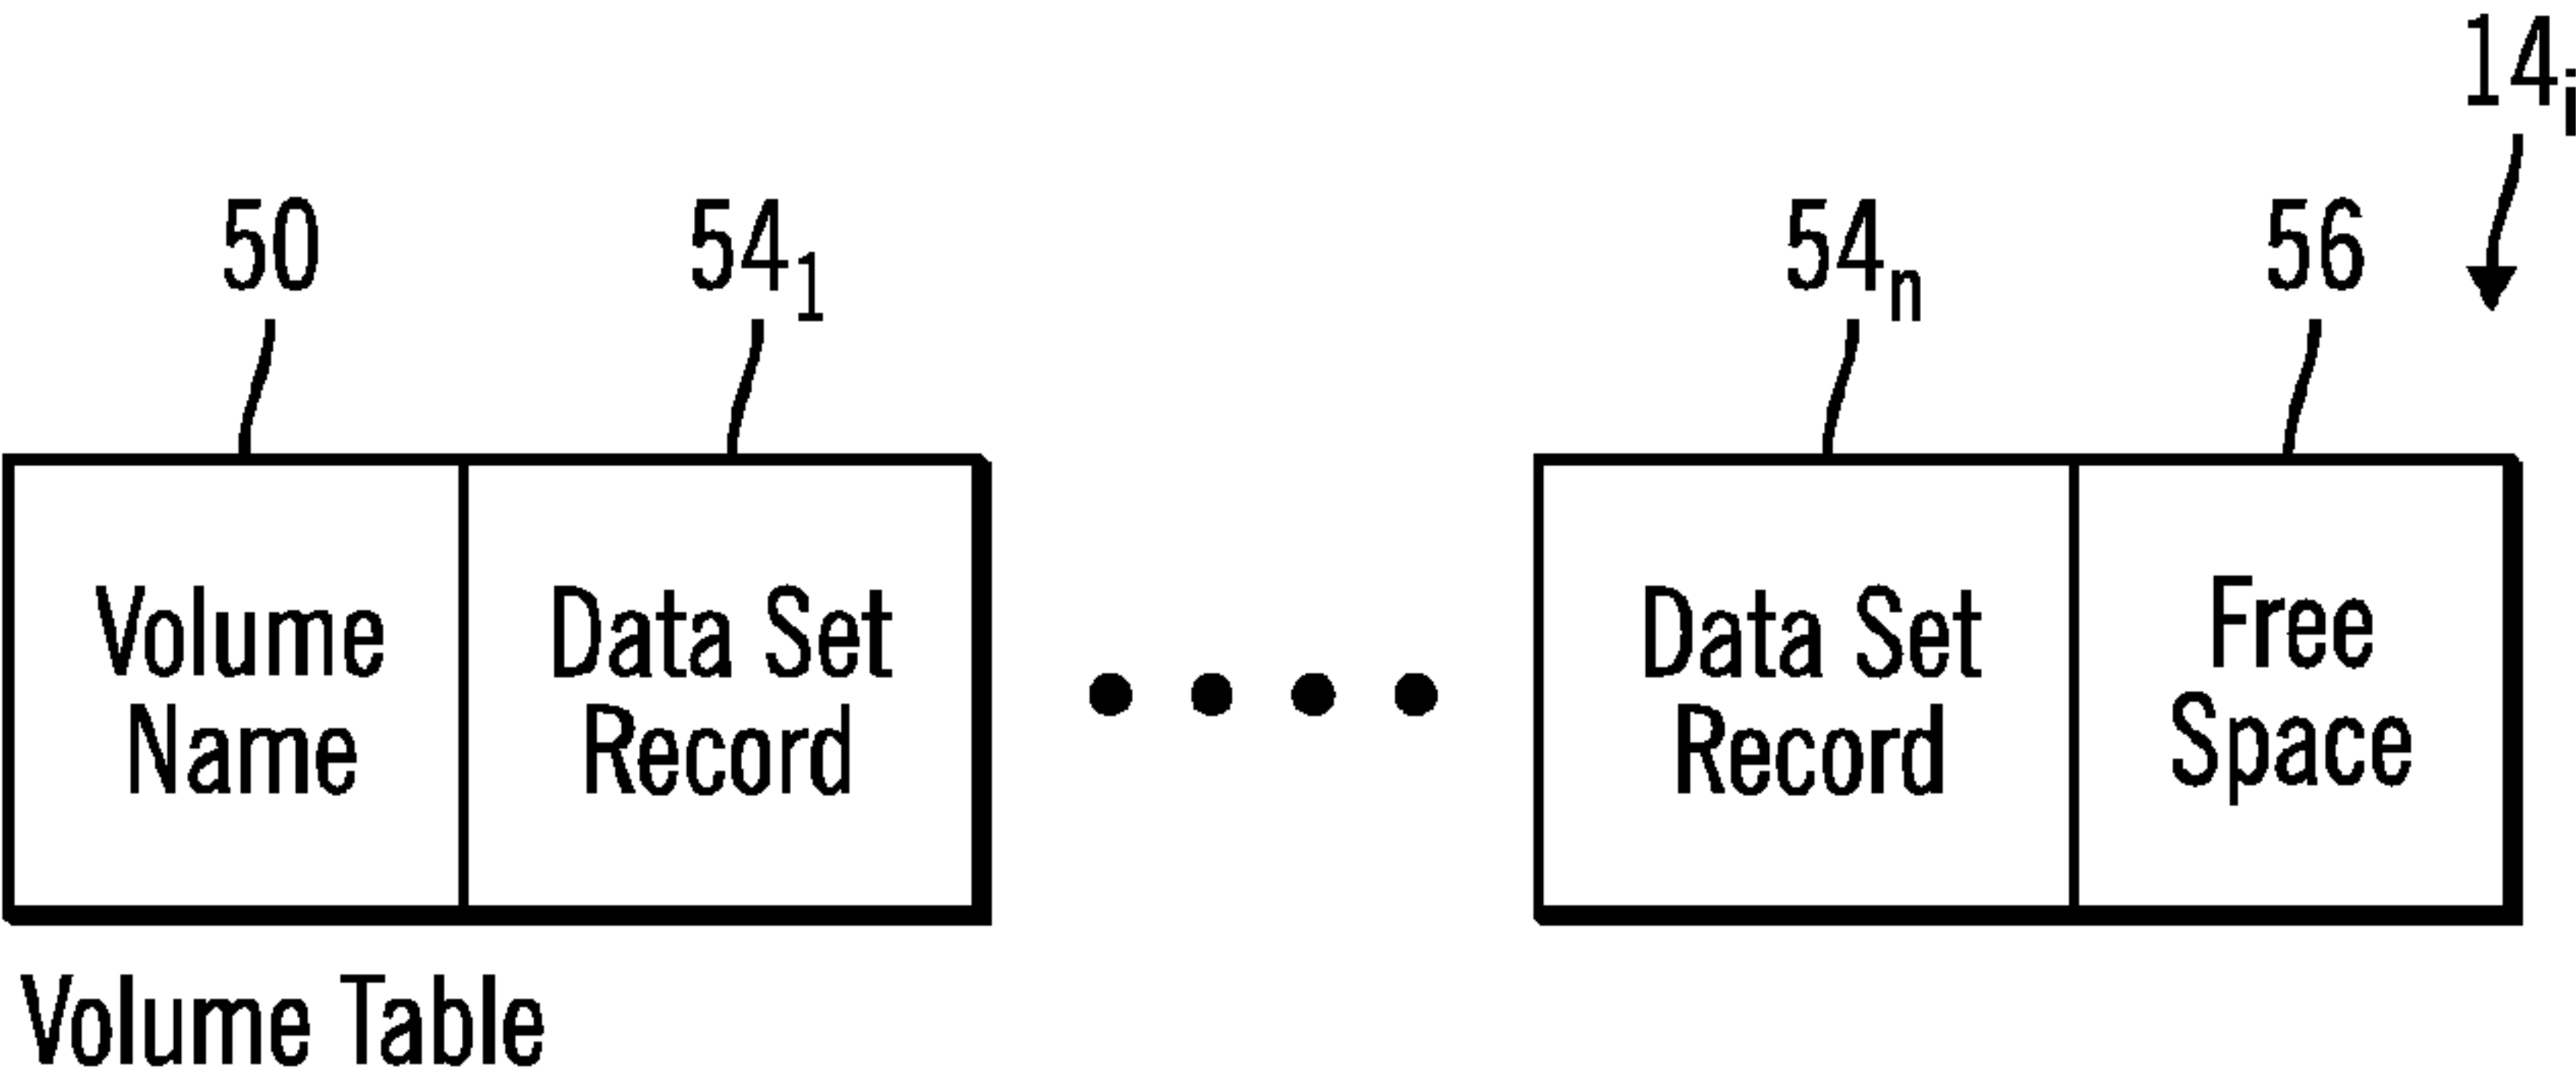 14i
50 541 54n 56
Volume Data Set Data Set Free
Name Record Record Space
Volume Table